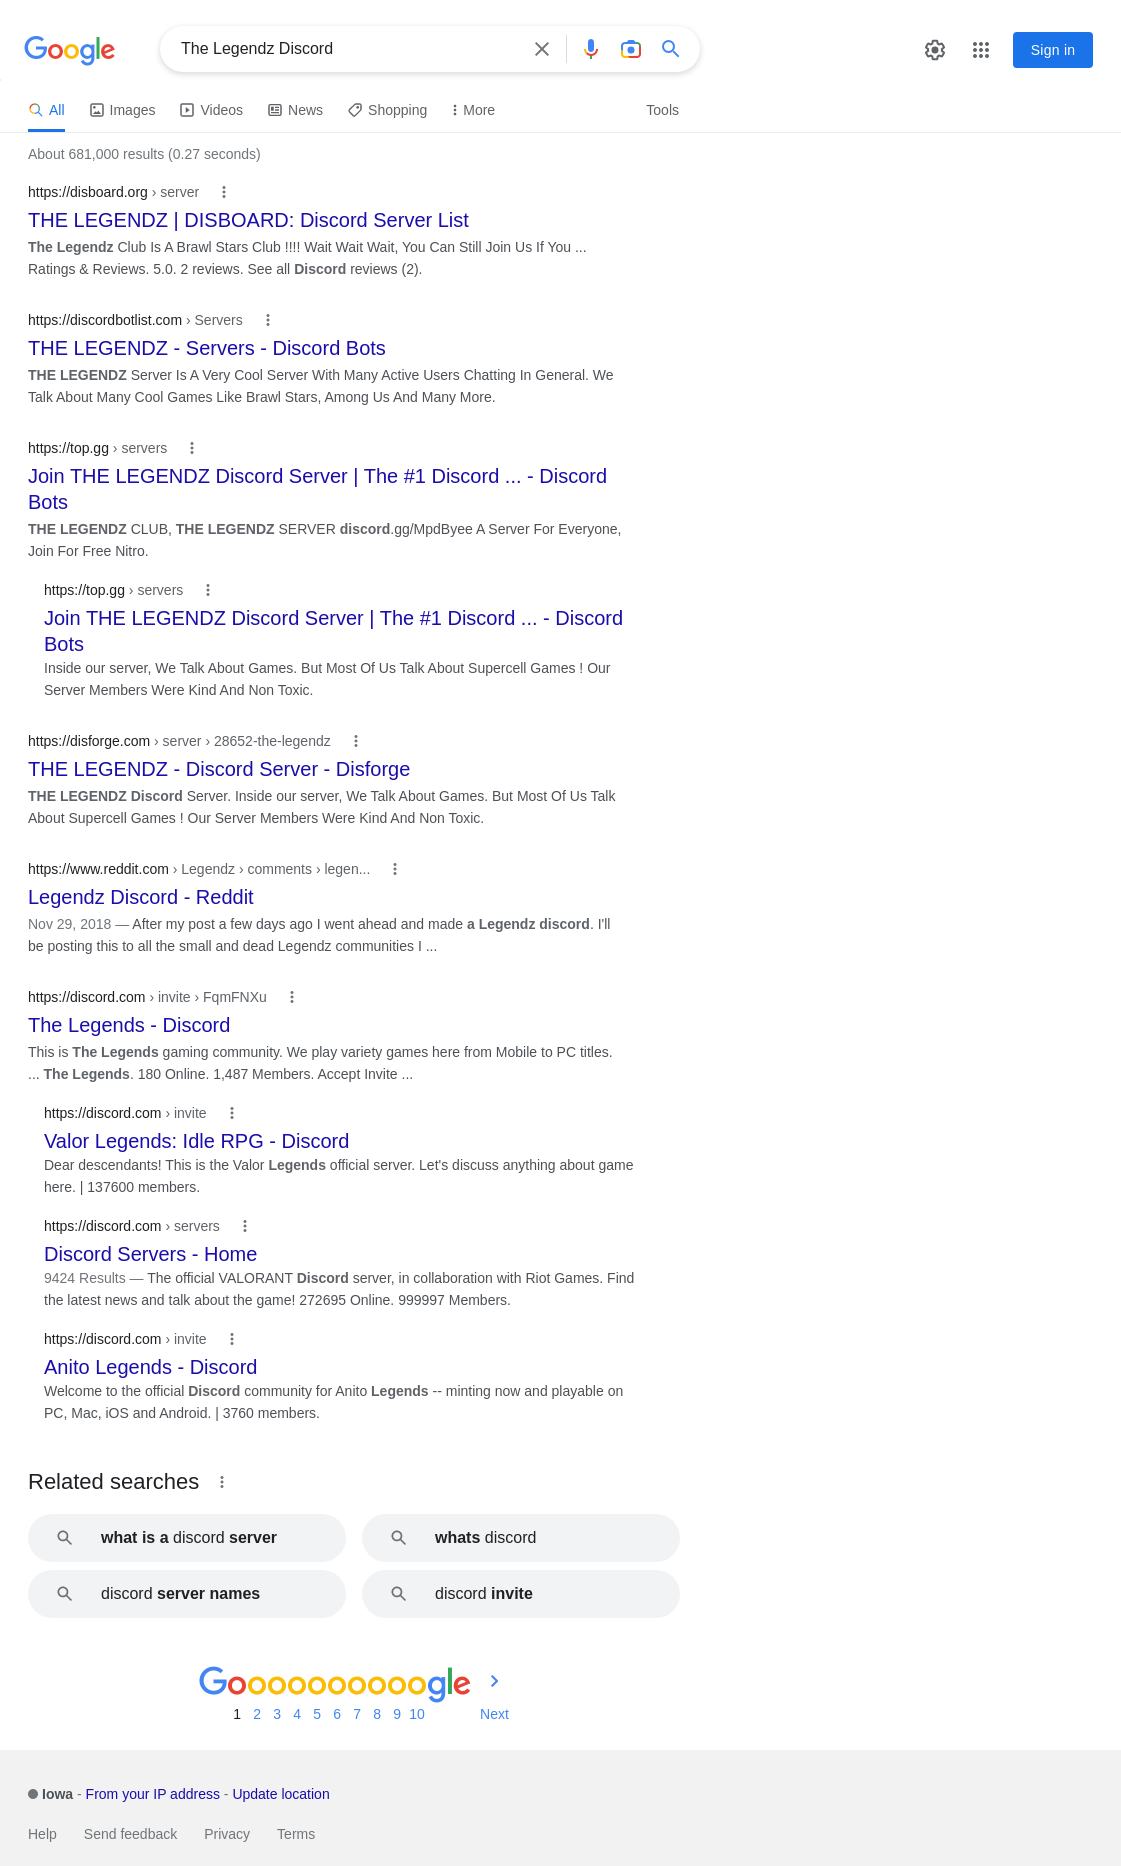 Google
The Legendz Discord
Sign in
All Images Videos News Shopping More Tools
About 681,000 results (0.27 seconds)
https://disboard.org › server
THE LEGENDZ | DISBOARD: Discord Server List
The Legendz Club Is A Brawl Stars Club !!!! Wait Wait Wait, You Can Still Join Us If You ...
Ratings & Reviews. 5.0. 2 reviews. See all Discord reviews (2).
https://discordbotlist.com › Servers
THE LEGENDZ - Servers - Discord Bots
THE LEGENDZ Server Is A Very Cool Server With Many Active Users Chatting In General. We
Talk About Many Cool Games Like Brawl Stars, Among Us And Many More.
https://top.gg › servers
Join THE LEGENDZ Discord Server | The #1 Discord ... - Discord
Bots
THE LEGENDZ CLUB, THE LEGENDZ SERVER discord.gg/MpdByee A Server For Everyone,
Join For Free Nitro.
https://top.gg › servers
Join THE LEGENDZ Discord Server | The #1 Discord ... - Discord
Bots
Inside our server, We Talk About Games. But Most Of Us Talk About Supercell Games ! Our
Server Members Were Kind And Non Toxic.
https://disforge.com › server › 28652-the-legendz
THE LEGENDZ - Discord Server - Disforge
THE LEGENDZ Discord Server. Inside our server, We Talk About Games. But Most Of Us Talk
About Supercell Games ! Our Server Members Were Kind And Non Toxic.
https://www.reddit.com › Legendz › comments › legen...
Legendz Discord - Reddit
Nov 29, 2018 — After my post a few days ago I went ahead and made a Legendz discord. I'll
be posting this to all the small and dead Legendz communities I ...
https://discord.com › invite › FqmFNXu
The Legends - Discord
This is The Legends gaming community. We play variety games here from Mobile to PC titles.
... The Legends. 180 Online. 1,487 Members. Accept Invite ...
https://discord.com › invite
Valor Legends: Idle RPG - Discord
Dear descendants! This is the Valor Legends official server. Let's discuss anything about game
here. | 137600 members.
https://discord.com › servers
Discord Servers - Home
9424 Results — The official VALORANT Discord server, in collaboration with Riot Games. Find
the latest news and talk about the game! 272695 Online. 999997 Members.
https://discord.com › invite
Anito Legends - Discord
Welcome to the official Discord community for Anito Legends -- minting now and playable on
PC, Mac, iOS and Android. | 3760 members.
Related searches
what is a discord server
whats discord
discord server names
discord invite
Goooooooooogle
1 2 3 4 5 6 7 8 9 10 Next
Iowa - From your IP address - Update location
Help Send feedback Privacy Terms